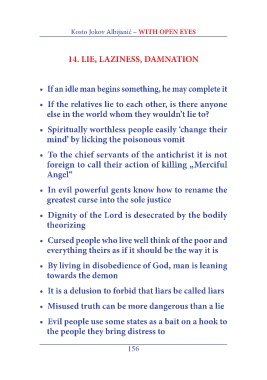 Kosto Jokov Albijanić – WITH OPEN EYES
14. LIE, LAZINESS, DAMNATION
• If an idle man begins something, he may complete it
• If the relatives lie to each other, is there anyone
else in the world whom they wouldn't lie to?
• Spiritually worthless people easily 'change their
mind' by licking the poisonous vomit
• To the chief servants of the antichrist it is not
foreign to call their action of killing „Merciful
Angel“
• In evil powerful gents know how to rename the
greatest curse into the sole justice
• Dignity of the Lord is desecrated by the bodily
theorizing
• Cursed people who live well think of the poor and
everything theirs as if it should be the way it is
• By living in disobedience of God, man is leaning
towards the demon
• It is a delusion to forbid that liars be called liars
• Misused truth can be more dangerous than a lie
• Evil people use some states as a bait on a hook to
the people they bring distress to
156